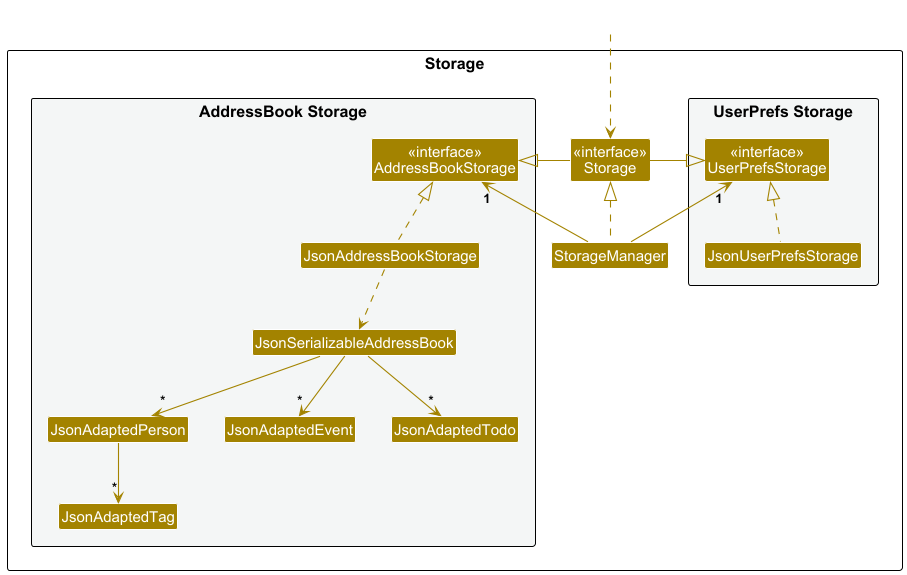 Storage
AddressBook Storage
UserPrefs Storage
«interface»
AddressBookStorage
«interface»
Storage
«interface»
UserPrefsStorage
1
1
JsonAddressBookStorage
StorageManager
JsonUserPrefsStorage
JsonSerializableAddressBook
*
*
*
JsonAdaptedPerson
JsonAdaptedEvent
JsonAdaptedTodo
*
JsonAdaptedTag